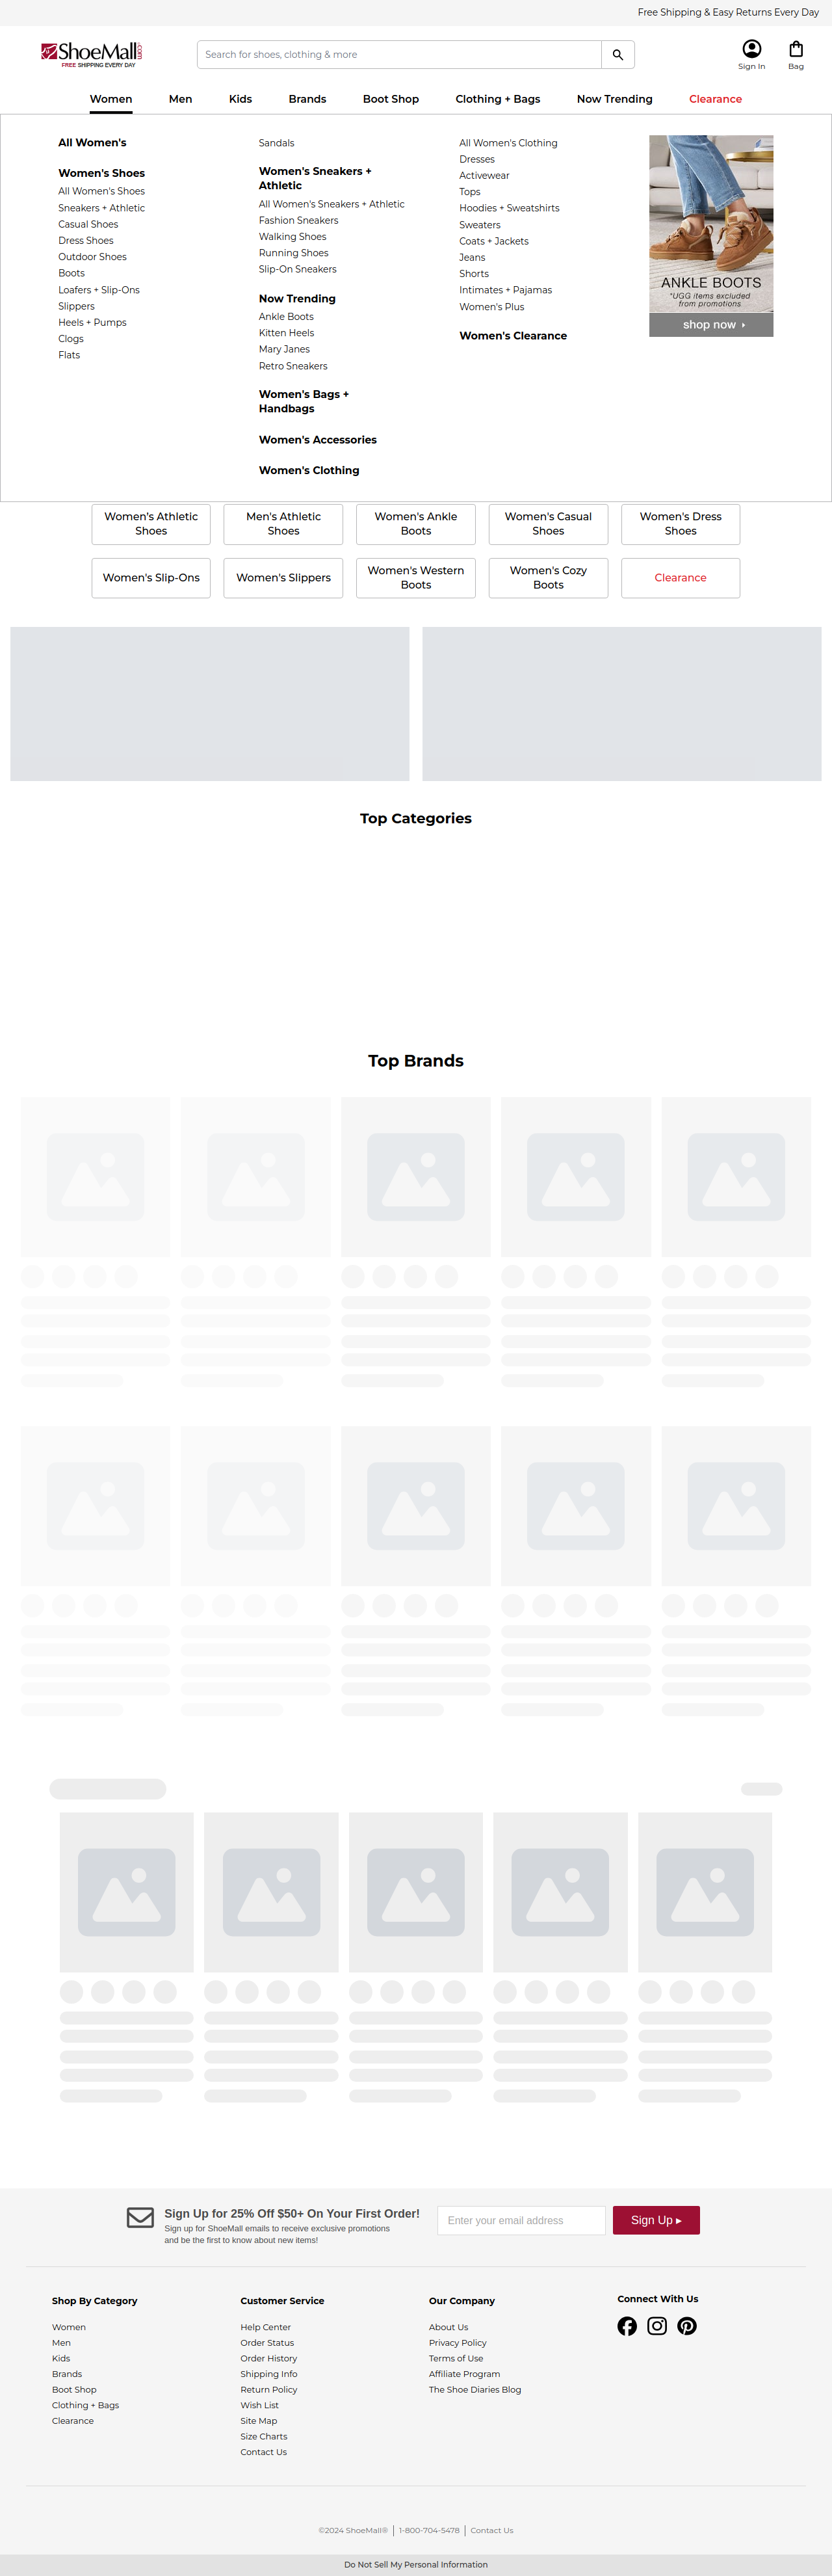 Free Shipping & Easy Returns Every Day
ShoeMall.com
FREE SHIPPING EVERY DAY
Search for shoes, clothing & more
Sign In
Bag
Women
Men
Kids
Brands
Boot Shop
Clothing + Bags
Now Trending
Clearance
All Women's
Women's Shoes
All Women's Shoes
Sneakers + Athletic
Casual Shoes
Dress Shoes
Outdoor Shoes
Boots
Loafers + Slip-Ons
Slippers
Heels + Pumps
Clogs
Flats
Sandals
Women's Sneakers +
Athletic
All Women's Sneakers + Athletic
Fashion Sneakers
Walking Shoes
Running Shoes
Slip-On Sneakers
Now Trending
Ankle Boots
Kitten Heels
Mary Janes
Retro Sneakers
Women's Bags +
Handbags
Women's Accessories
Women's Clothing
All Women's Clothing
Dresses
Activewear
Tops
Hoodies + Sweatshirts
Sweaters
Coats + Jackets
Jeans
Shorts
Intimates + Pajamas
Women's Plus
Women's Clearance
ANKLE BOOTS
*UGG items excluded
from promotions
shop now
Women's Athletic
Shoes
Men's Athletic
Shoes
Women's Ankle
Boots
Women's Casual
Shoes
Women's Dress
Shoes
Women's Slip-Ons
Women's Slippers
Women's Western
Boots
Women's Cozy
Boots
Clearance
Top Categories
Top Brands
Sign Up for 25% Off $50+ On Your First Order!
Sign up for ShoeMall emails to receive exclusive promotions
and be the first to know about new items!
Enter your email address
Sign Up ▸
Shop By Category
Women
Men
Kids
Brands
Boot Shop
Clothing + Bags
Clearance
Customer Service
Help Center
Order Status
Order History
Shipping Info
Return Policy
Wish List
Site Map
Size Charts
Contact Us
Our Company
About Us
Privacy Policy
Terms of Use
Affiliate Program
The Shoe Diaries Blog
Connect With Us
©2024 ShoeMall®
1-800-704-5478
Contact Us
Do Not Sell My Personal Information